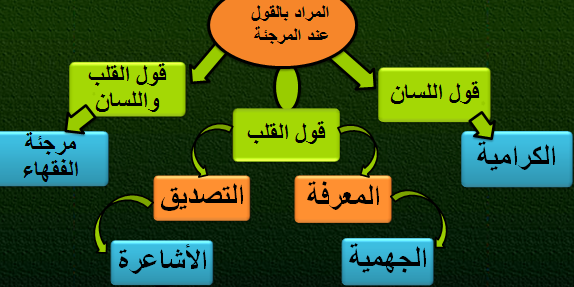 المراد بالقول
عند المرجئة
قول القلب
واللسان
قول اللسان
قول القلب
مرجئة
الفقهاء
الكرامية
التصديق
المعرفة
الأشاعرة
الجهمية